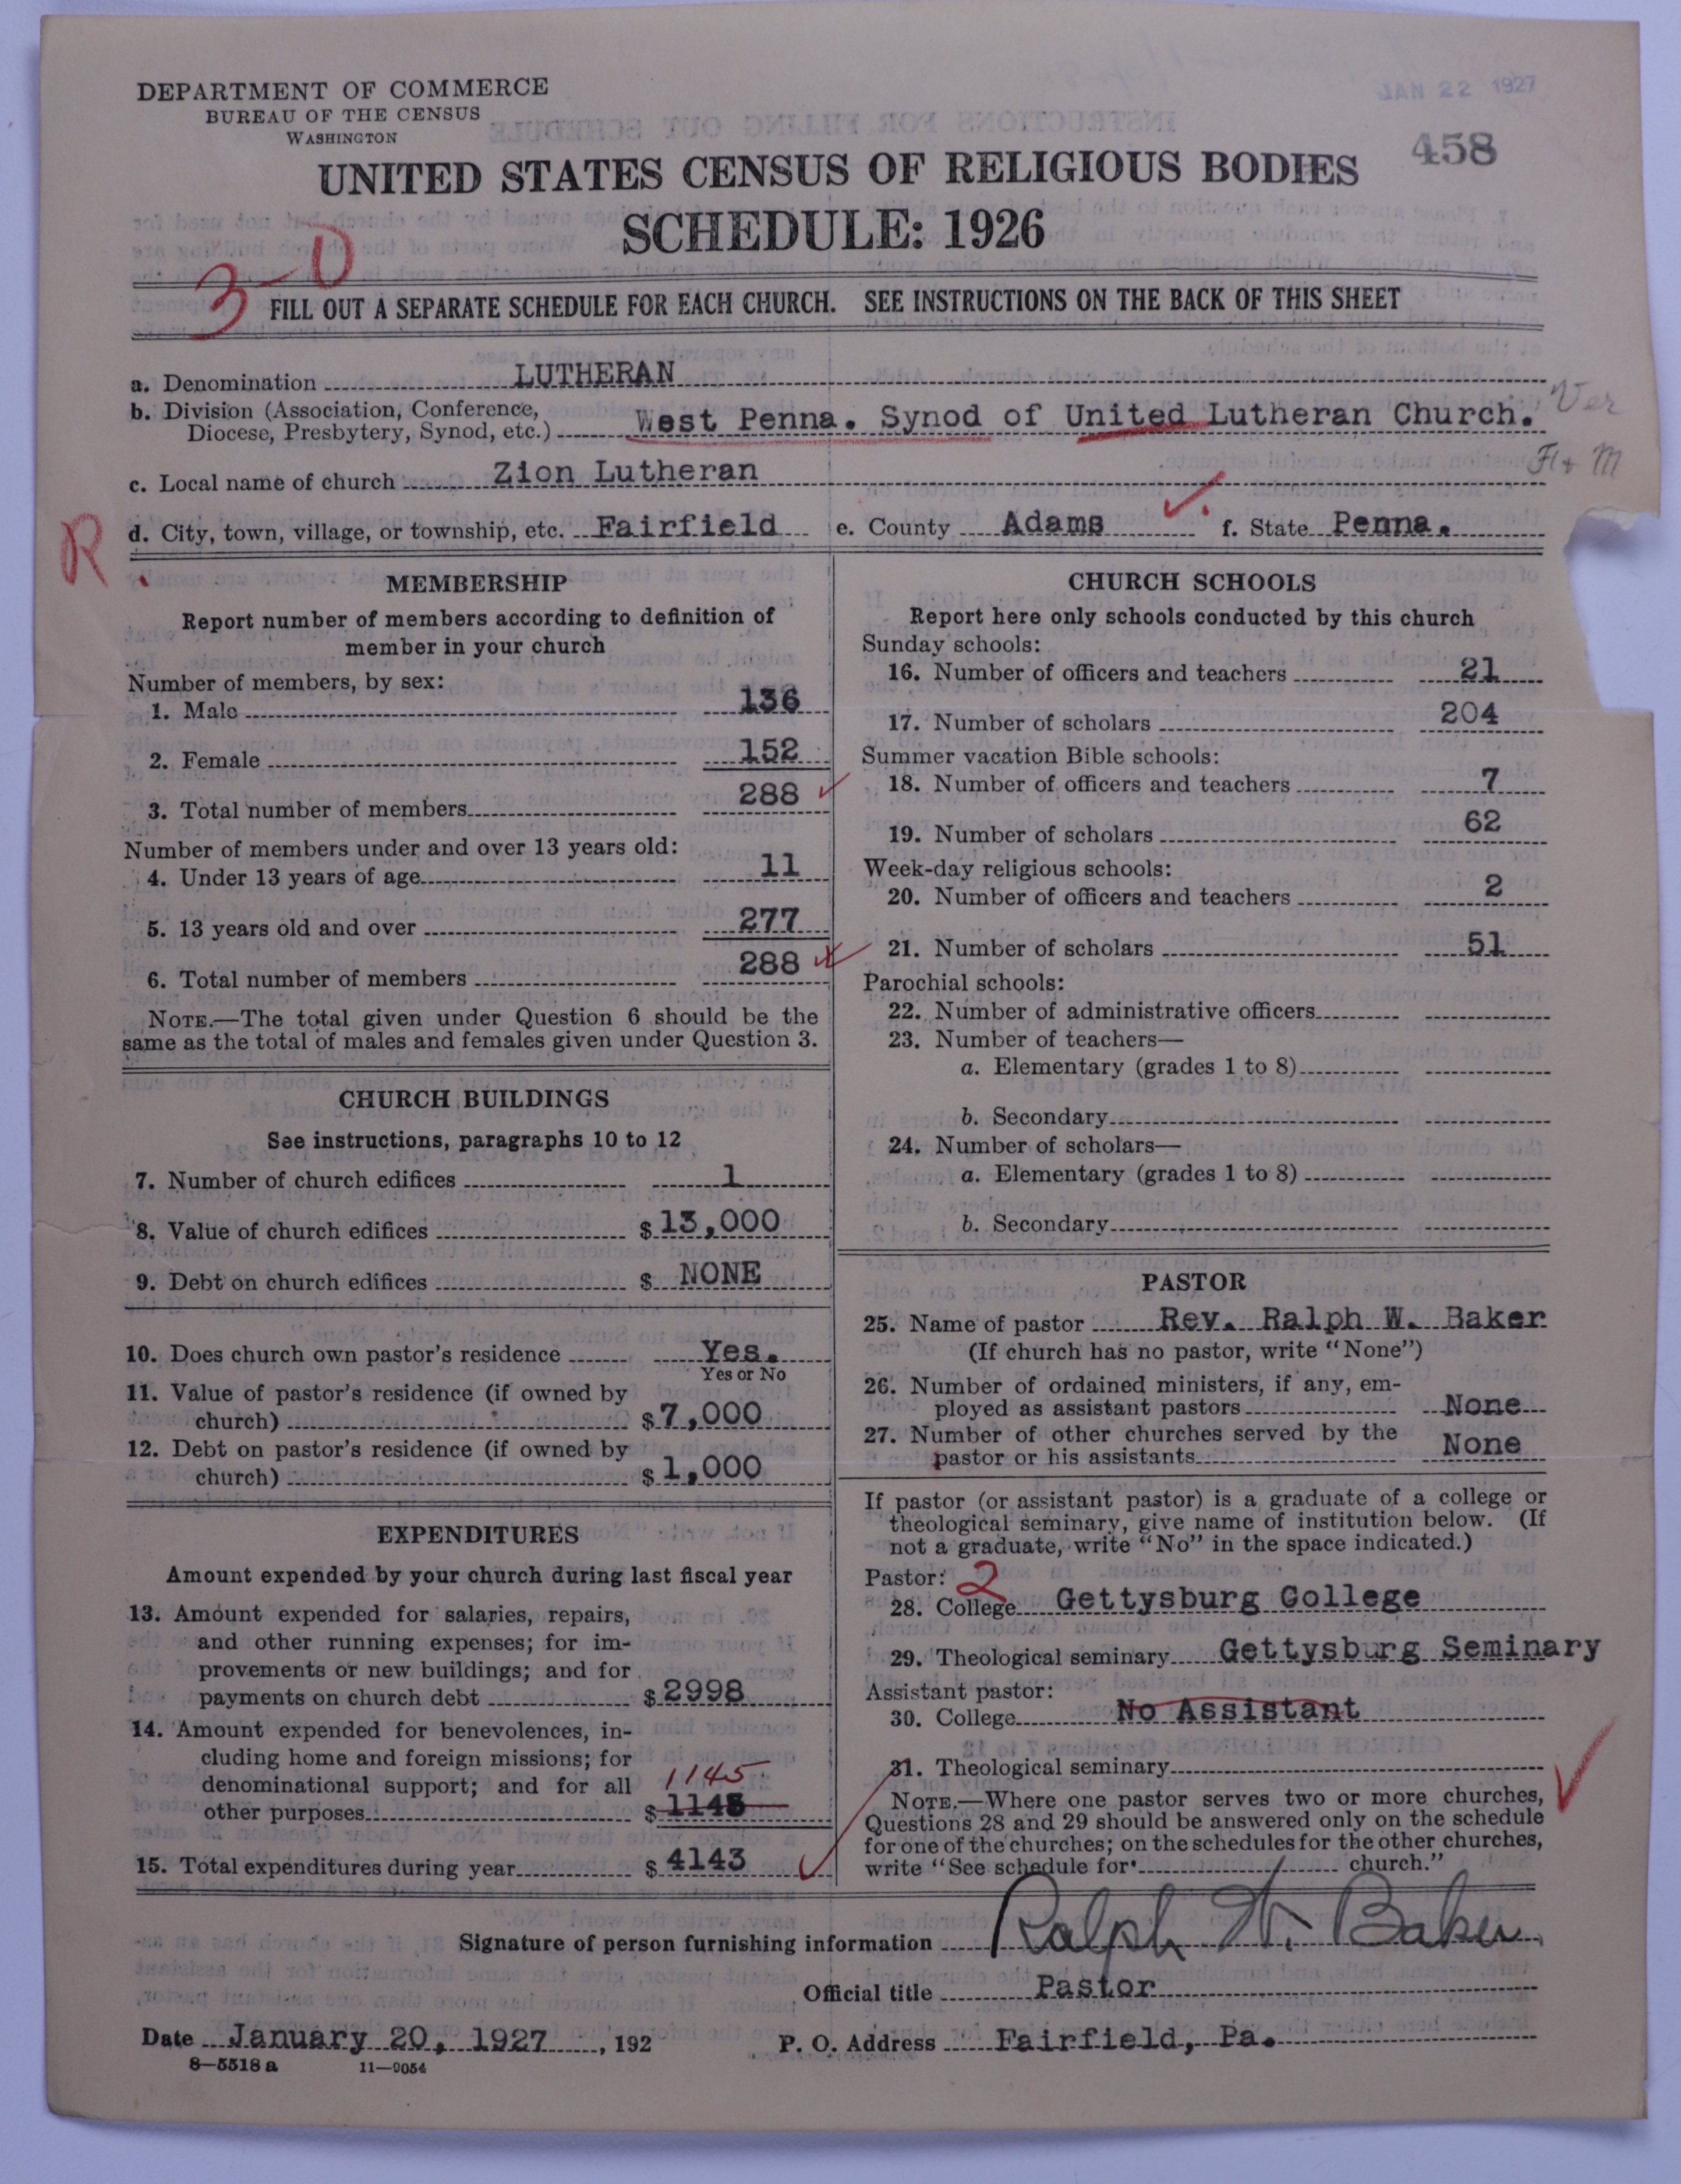 DEPARTMENT OF COMMERCE
BUREAU OF THE CENSUS
WASHINGTON
JAN 22 1927
458
UNITED STATES CENSUS OF RELIGIOUS BODIES
SCHEDULE: 1926
3-0
FILL OUT A SEPARATE SCHEDULE FOR EACH CHURCH. SEE INSTRUCTIONS ON THE BACK OF THIS SHEET
a. Denomination LUTHERAN
b. Division (Association, Conference,
Diocese, Presbytery, Synod, etc.) West Penna. Synod of United Lutheran Church.
Ver
F + M
c. Local name of church Zion Lutheran
R
d. City, town, village, or township, etc. Fairfield e. County Adams f. State Penna.
MEMBERSHIP
Report number of members according to definition of
member in your church
Number of members, by sex:
1. Male 136
2. Female 152
3. Total number of members 288
Number of members under and over 13 years old:
4. Under 13 years of age 11
5. 13 years old and over 277
6. Total number of members 288
NOTE.—The total given under Question 6 should be the
same as the total of males and females given under Question 3.
CHURCH BUILDINGS
See instructions, paragraphs 10 to 12
7. Number of church edifices 1
8. Value of church edifices $ 13,000
9. Debt on church edifices $ NONE
10. Does church own pastor's residence Yes.
Yes or No
11. Value of pastor's residence (if owned by
church) $ 7,000
12. Debt on pastor's residence (if owned by
church) $ 1,000
EXPENDITURES
Amount expended by your church during last fiscal year
13. Amount expended for salaries, repairs,
and other running expenses; for im-
provements or new buildings; and for
payments on church debt $ 2998
14. Amount expended for benevolences, in-
cluding home and foreign missions; for
denominational support; and for all 1145
other purposes $ 1145
15. Total expenditures during year $ 4143
CHURCH SCHOOLS
Report here only schools conducted by this church
Sunday schools:
16. Number of officers and teachers 21
17. Number of scholars 204
Summer vacation Bible schools:
18. Number of officers and teachers 7
19. Number of scholars 62
Week-day religious schools:
20. Number of officers and teachers 2
21. Number of scholars 51
Parochial schools:
22. Number of administrative officers
23. Number of teachers—
a. Elementary (grades 1 to 8)
b. Secondary
24. Number of scholars—
a. Elementary (grades 1 to 8)
b. Secondary
PASTOR
25. Name of pastor Rev. Ralph W. Baker
(If church has no pastor, write "None")
26. Number of ordained ministers, if any, em-
ployed as assistant pastors None
27. Number of other churches served by the
pastor or his assistants None
If pastor (or assistant pastor) is a graduate of a college or
theological seminary, give name of institution below. (If
not a graduate, write "No" in the space indicated.)
Pastor: 2
28. College Gettysburg College
29. Theological seminary Gettysburg Seminary
Assistant pastor:
30. College No Assistant
31. Theological seminary
NOTE.—Where one pastor serves two or more churches,
Questions 28 and 29 should be answered only on the schedule
for one of the churches; on the schedules for the other churches,
write "See schedule for church."
Signature of person furnishing information Ralph W. Baker
Official title Pastor
Date January 20, 1927, 192
P. O. Address Fairfield, Pa.
8—5518 a 11—9054